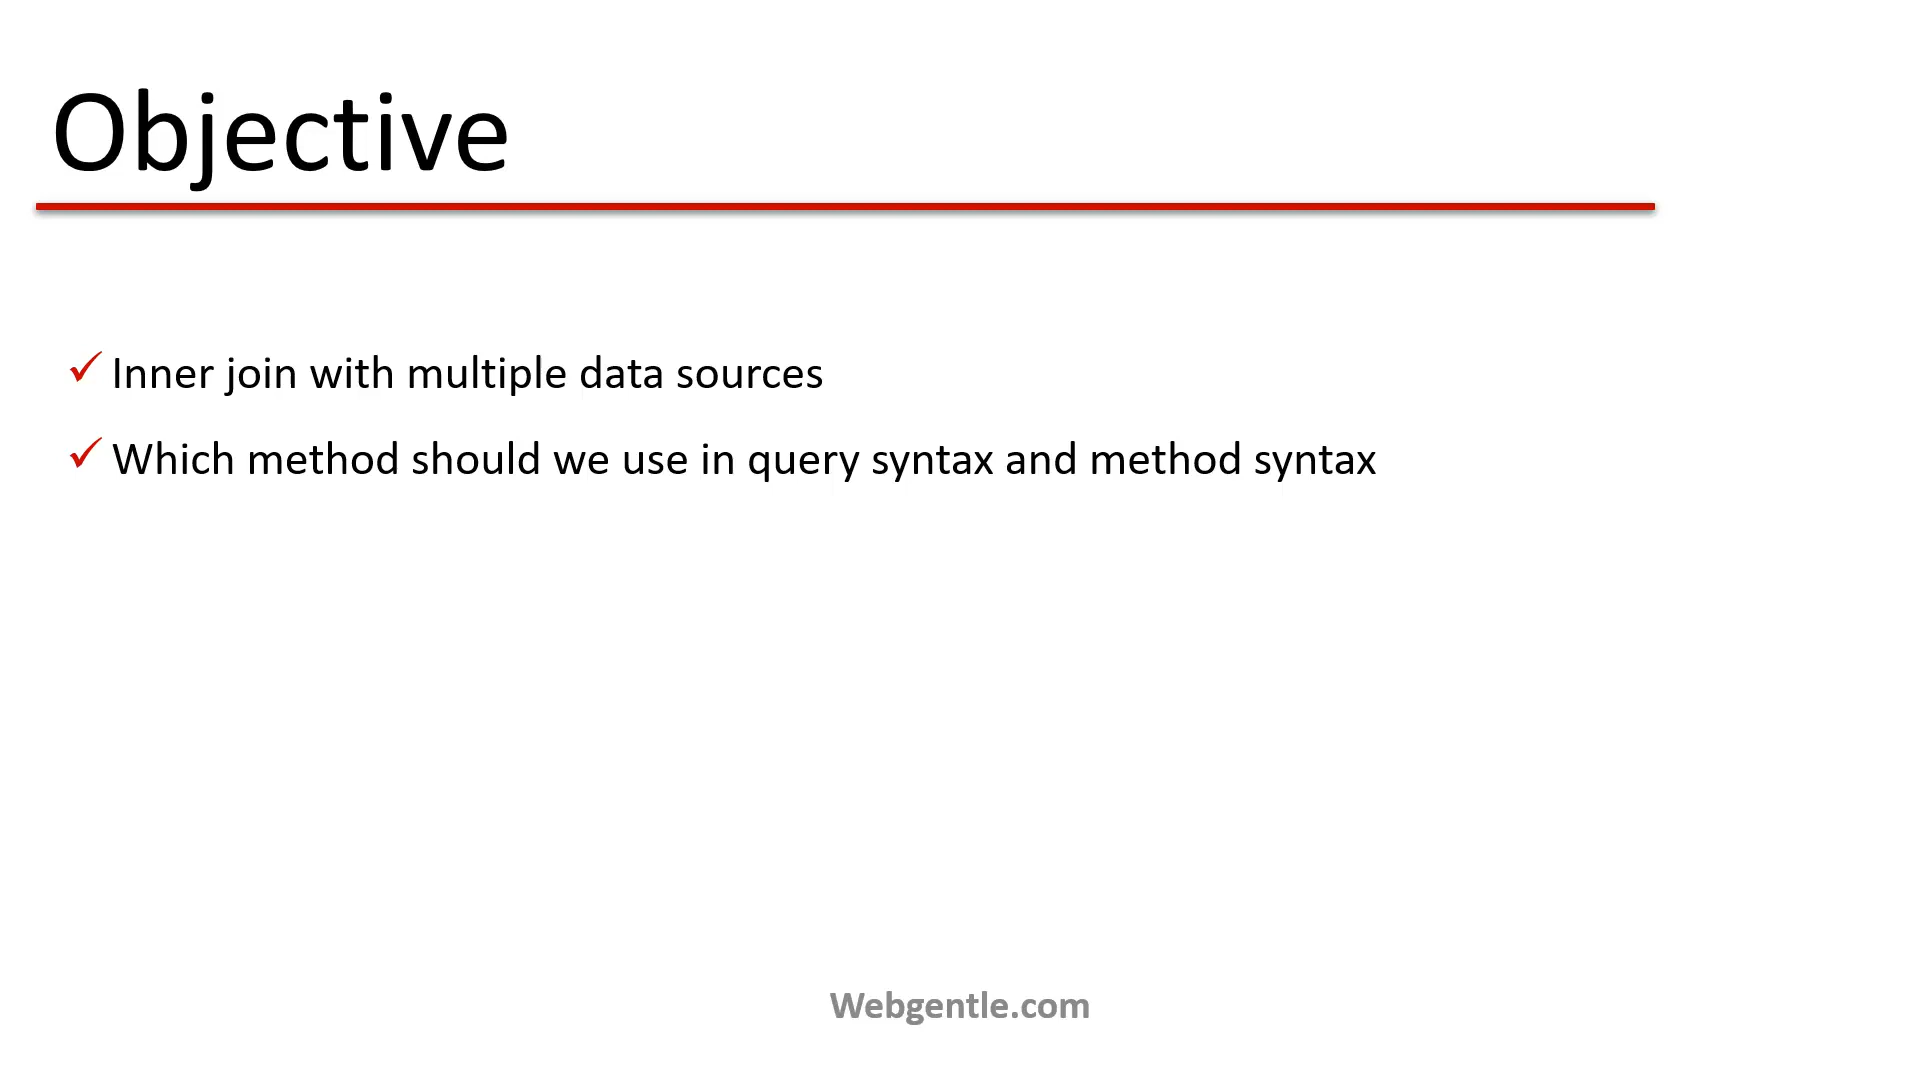 Objective
✓ Inner join with multiple data sources
✓ Which method should we use in query syntax and method syntax
Webgentle.com